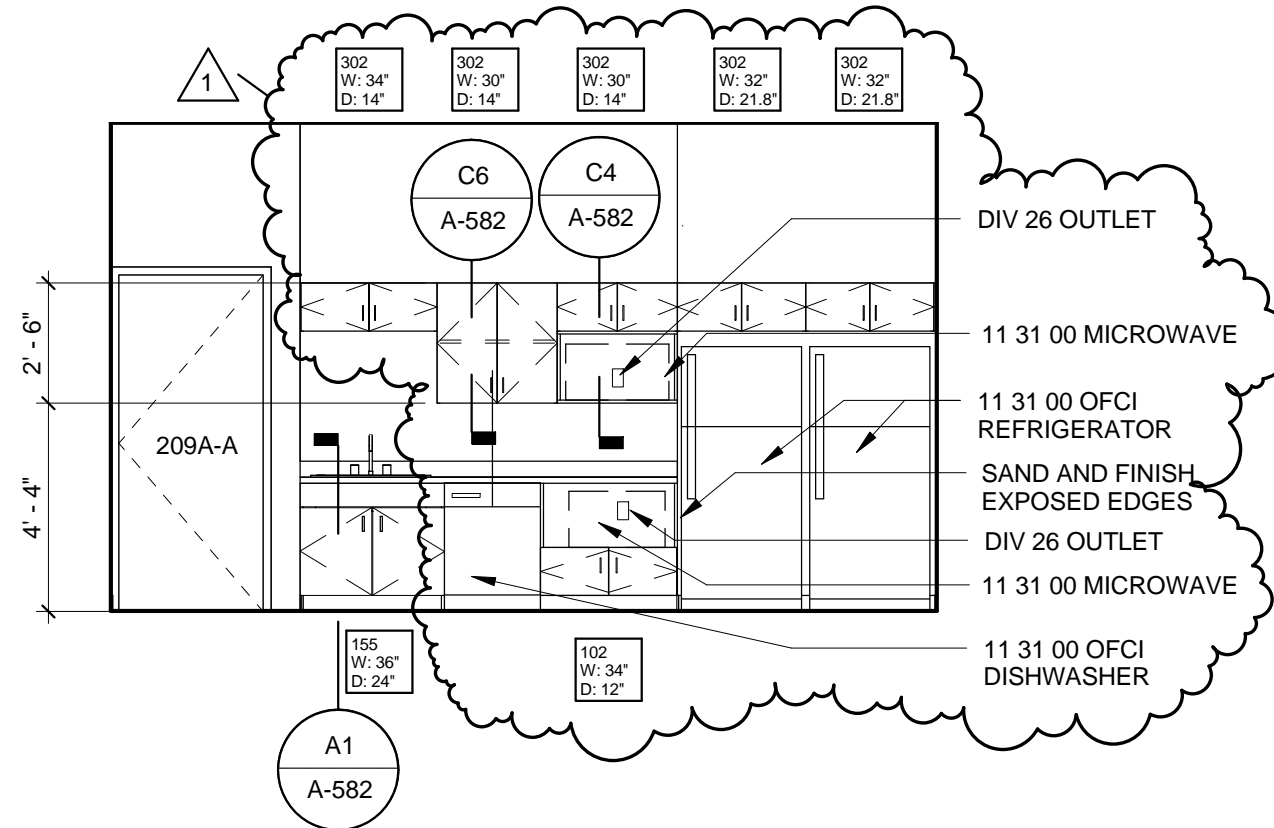 1
302
W: 34"
D: 14"
302
W: 30"
D: 14"
302
W: 30"
D: 14"
302
W: 32"
D: 21.8"
302
W: 32"
D: 21.8"
C6
A-582
C4
A-582
DIV 26 OUTLET
11 31 00 MICROWAVE
11 31 00 OFCI
REFRIGERATOR
SAND AND FINISH
EXPOSED EDGES
DIV 26 OUTLET
11 31 00 MICROWAVE
11 31 00 OFCI
DISHWASHER
2' - 6"
4' - 4"
209A-A
155
W: 36"
D: 24"
102
W: 34"
D: 12"
A1
A-582